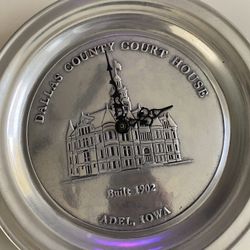 DALLAS COUNTY COURT HOUSE
Built 1902
ADEL, IOWA